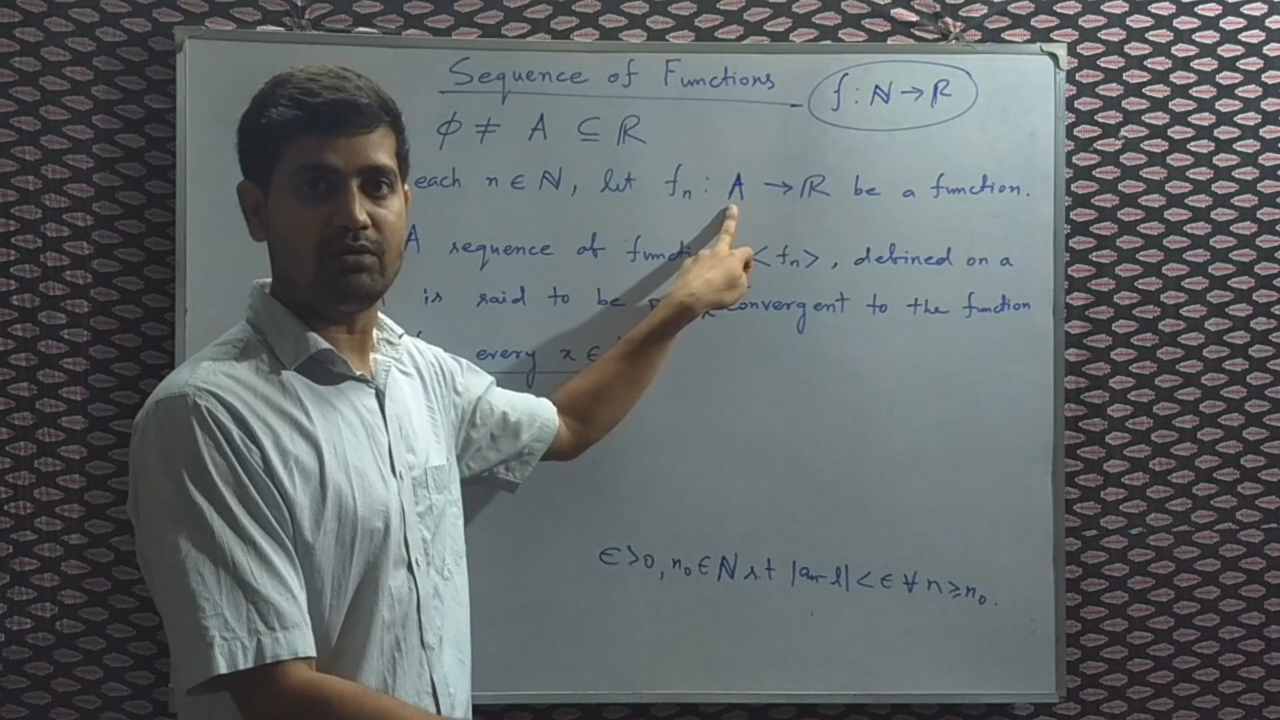 Sequence of Functions f : ℕ → ℝ
ϕ ≠ A ⊆ ℝ
each n ∈ ℕ, let fₙ : A → ℝ be a function.
A sequence of <fₙ>, defined on a
is said to be convergent to the function
every x ∈
∈>0, n₀ ∈ ℕ s.t |aₙ-l| < ∈ ∀ n ≥ n₀.